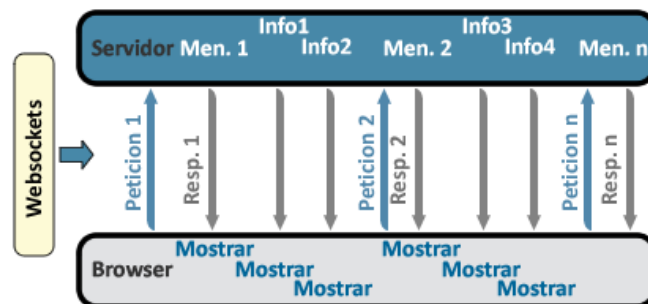 Websockets
Info1 Info3
Servidor Men. 1 Info2 Men. 2 Info4 Men. n
Peticion 1
Resp. 1
Peticion 2
Resp. 2
Peticion n
Resp. n
Mostrar Mostrar
Browser Mostrar Mostrar
Mostrar Mostrar